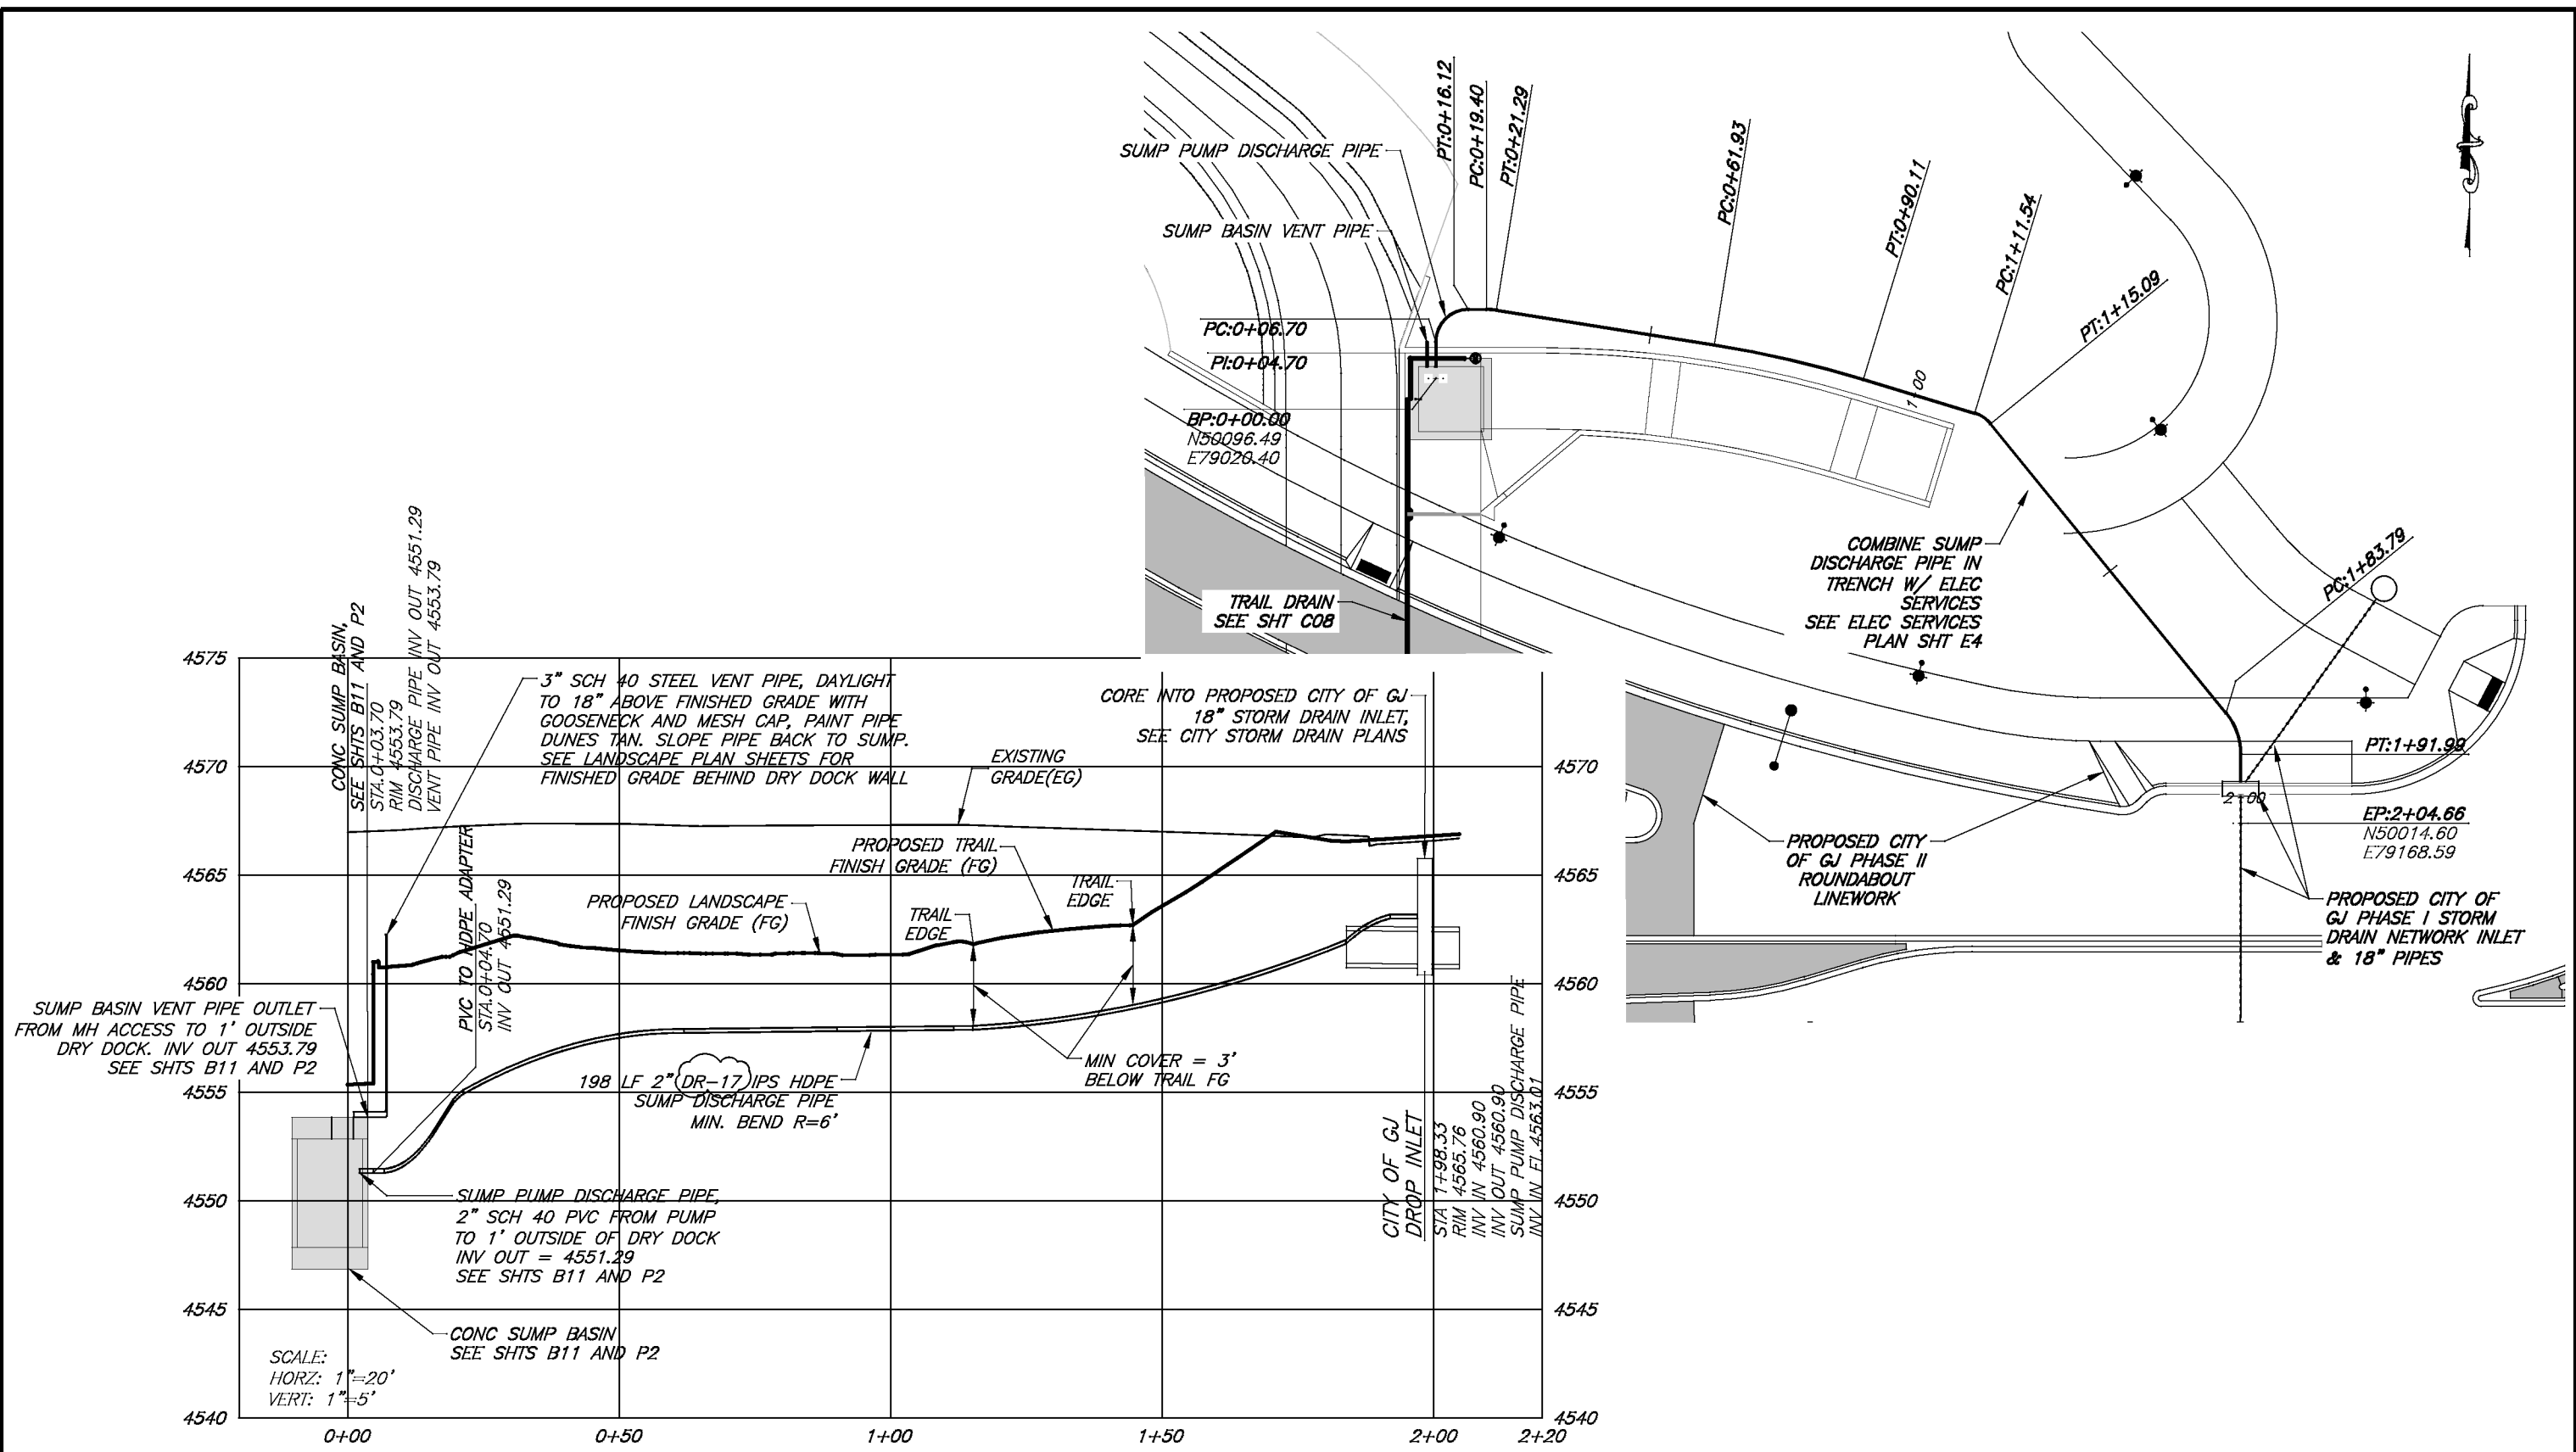 PT:0+16.12
PC:0+19.40
PT:0+21.29
PC:0+61.93
PT:0+90.11
PC:1+11.54
PT:1+15.09
SUMP PUMP DISCHARGE PIPE
SUMP BASIN VENT PIPE
PC:0+06.70
PI:0+04.70
BP:0+00.00
N50096.49
E79020.40
1+00
COMBINE SUMP
DISCHARGE PIPE IN
TRENCH W/ ELEC
SERVICES
SEE ELEC SERVICES
PLAN SHT E4
TRAIL DRAIN
SEE SHT C08
PC:1+83.79
PT:1+91.99
2+00
EP:2+04.66
N50014.60
E79168.59
PROPOSED CITY
OF GJ PHASE II
ROUNDABOUT
LINEWORK
PROPOSED CITY OF
GJ PHASE I STORM
DRAIN NETWORK INLET
& 18" PIPES
CONC SUMP BASIN,
SEE SHTS B11 AND P2
STA.0+03.70
RIM 4553.79
DISCHARGE PIPE INV OUT 4551.29
VENT PIPE INV OUT 4553.79
3" SCH 40 STEEL VENT PIPE, DAYLIGHT
TO 18" ABOVE FINISHED GRADE WITH
GOOSENECK AND MESH CAP, PAINT PIPE
DUNES TAN. SLOPE PIPE BACK TO SUMP.
SEE LANDSCAPE PLAN SHEETS FOR
FINISHED GRADE BEHIND DRY DOCK WALL
EXISTING
GRADE(EG)
CORE INTO PROPOSED CITY OF GJ
18" STORM DRAIN INLET,
SEE CITY STORM DRAIN PLANS
PROPOSED TRAIL
FINISH GRADE (FG)
PROPOSED LANDSCAPE
FINISH GRADE (FG)
TRAIL
EDGE
TRAIL
EDGE
PVC TO HDPE ADAPTER
STA.0+04.70
INV OUT 4551.29
SUMP BASIN VENT PIPE OUTLET
FROM MH ACCESS TO 1' OUTSIDE
DRY DOCK. INV OUT 4553.79
SEE SHTS B11 AND P2
198 LF 2" DR-17 IPS HDPE
SUMP DISCHARGE PIPE
MIN. BEND R=6'
MIN COVER = 3'
BELOW TRAIL FG
SUMP PUMP DISCHARGE PIPE,
2" SCH 40 PVC FROM PUMP
TO 1' OUTSIDE OF DRY DOCK
INV OUT = 4551.29
SEE SHTS B11 AND P2
CONC SUMP BASIN
SEE SHTS B11 AND P2
CITY OF GJ
DROP INLET
STA 1+98.33
RIM 4565.76
INV IN 4560.90
INV OUT 4560.90
SUMP PUMP DISCHARGE PIPE
INV IN EL.4563.01
SCALE:
HORZ: 1"=20'
VERT: 1"=5'
4575
4570
4565
4560
4555
4550
4545
4540
4570
4565
4560
4555
4550
4545
4540
0+00
0+50
1+00
1+50
2+00
2+20